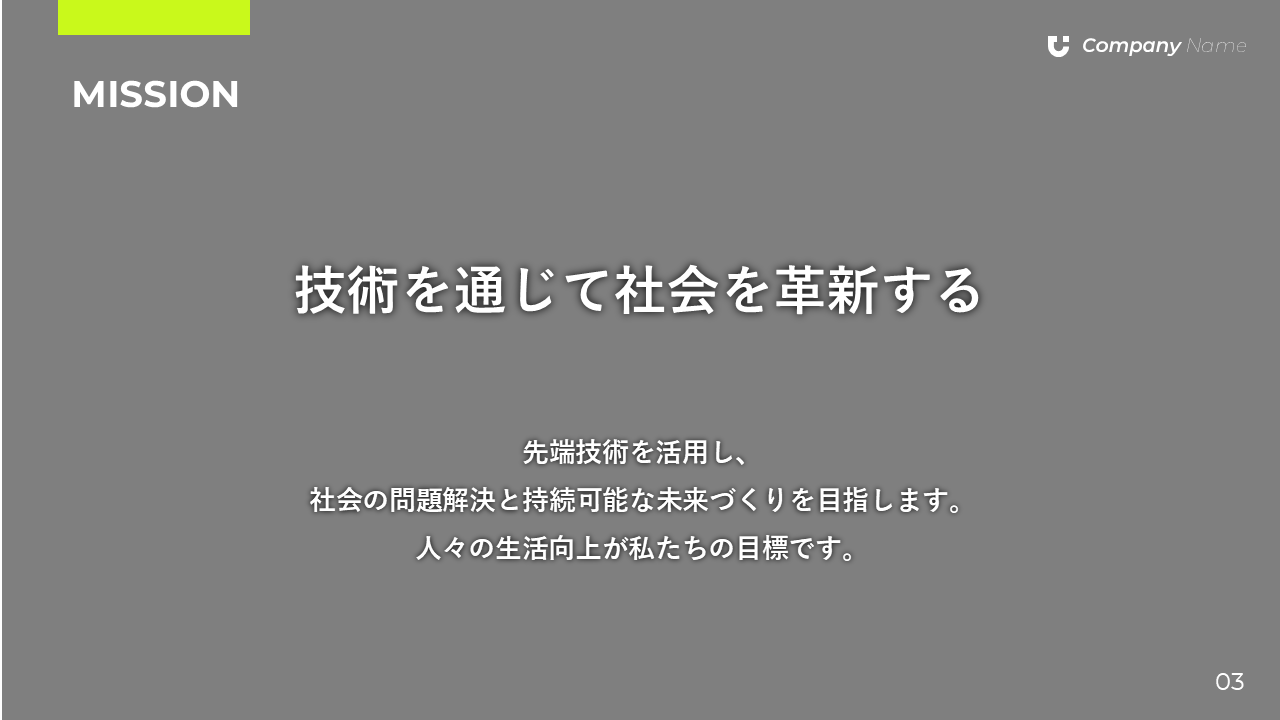 Company Name
MISSION
技術を通じて社会を革新する
先端技術を活用し、
社会の問題解決と持続可能な未来づくりを目指します。
人々の生活向上が私たちの目標です。
03